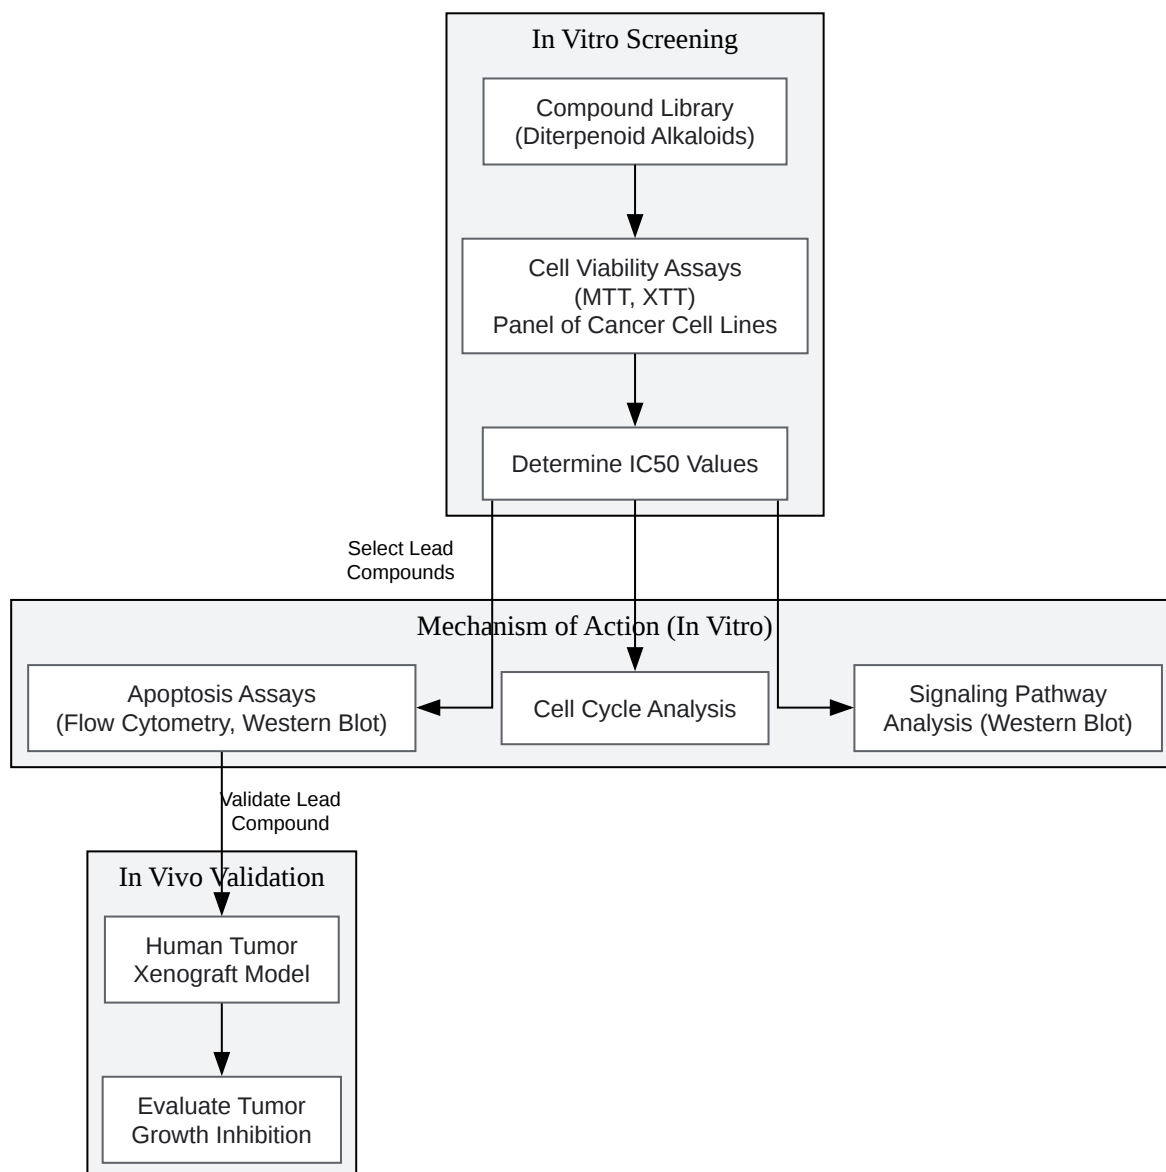 In Vitro Screening
Compound Library
(Diterpenoid Alkaloids)
Cell Viability Assays
(MTT, XTT)
Panel of Cancer Cell Lines
Determine IC50 Values
Select Lead
Compounds
Mechanism of Action (In Vitro)
Apoptosis Assays
(Flow Cytometry, Western Blot)
Cell Cycle Analysis
Signaling Pathway
Analysis (Western Blot)
Validate Lead
Compound
In Vivo Validation
Human Tumor
Xenograft Model
Evaluate Tumor
Growth Inhibition